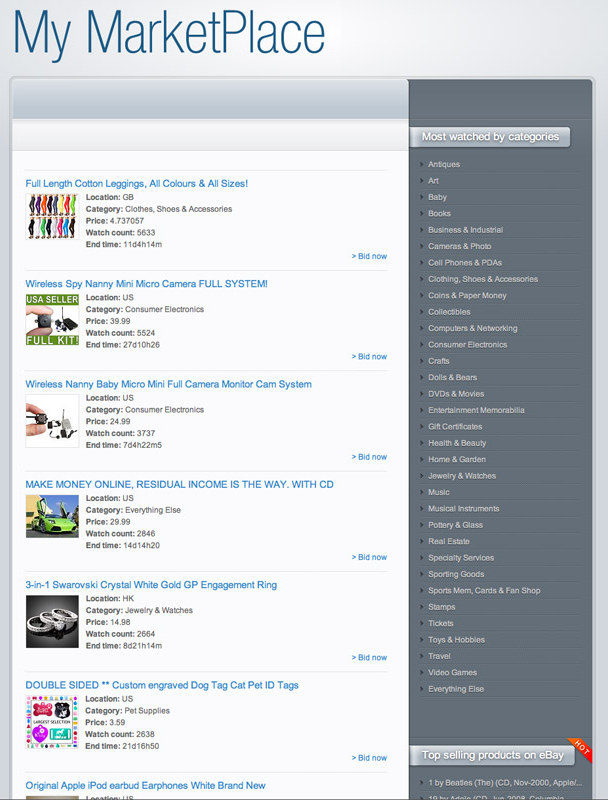 My MarketPlace
Full Length Cotton Leggings, All Colours & All Sizes!
Location: GB
Category: Clothes, Shoes & Accessories
Price: 4.737057
Watch count: 5633
End time: 11d4h14m
> Bid now
Wireless Spy Nanny Mini Micro Camera FULL SYSTEM!
USA SELLER
FULL KIT!
Location: US
Category: Consumer Electronics
Price: 39.99
Watch count: 5524
End time: 27d10h26
> Bid now
Wireless Nanny Baby Micro Mini Full Camera Monitor Cam System
Location: US
Category: Consumer Electronics
Price: 24.99
Watch count: 3737
End time: 7d4h22m5
> Bid now
MAKE MONEY ONLINE, RESIDUAL INCOME IS THE WAY. WITH CD
Location: US
Category: Everything Else
Price: 29.99
Watch count: 2846
End time: 14d14h20
> Bid now
3-in-1 Swarovski Crystal White Gold GP Engagement Ring
Location: HK
Category: Jewelry & Watches
Price: 14.98
Watch count: 2664
End time: 8d21h14m
> Bid now
DOUBLE SIDED ** Custom engraved Dog Tag Cat Pet ID Tags
LARGEST SELECTION
Location: US
Category: Pet Supplies
Price: 3.59
Watch count: 2638
End time: 21d16h50
> Bid now
Original Apple iPod earbud Earphones White Brand New
Most watched by categories
Antiques
Art
Baby
Books
Business & Industrial
Cameras & Photo
Cell Phones & PDAs
Clothing, Shoes & Accessories
Coins & Paper Money
Collectibles
Computers & Networking
Consumer Electronics
Crafts
Dolls & Bears
DVDs & Movies
Entertainment Memorabilia
Gift Certificates
Health & Beauty
Home & Garden
Jewelry & Watches
Music
Musical Instruments
Pottery & Glass
Real Estate
Specialty Services
Sporting Goods
Sports Mem, Cards & Fan Shop
Stamps
Tickets
Toys & Hobbies
Travel
Video Games
Everything Else
HOT
Top selling products on eBay
1 by Beatles (The) (CD, Nov-2000, Apple/...
19 by Adele (CD, Jun-2008, Columbia